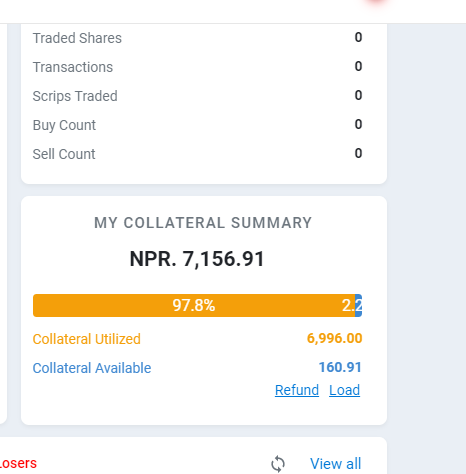 Traded Shares 0
Transactions 0
Scrips Traded 0
Buy Count 0
Sell Count 0
MY COLLATERAL SUMMARY
NPR. 7,156.91
97.8% 2.2
Collateral Utilized 6,996.00
Collateral Available 160.91
Refund Load
Losers View all